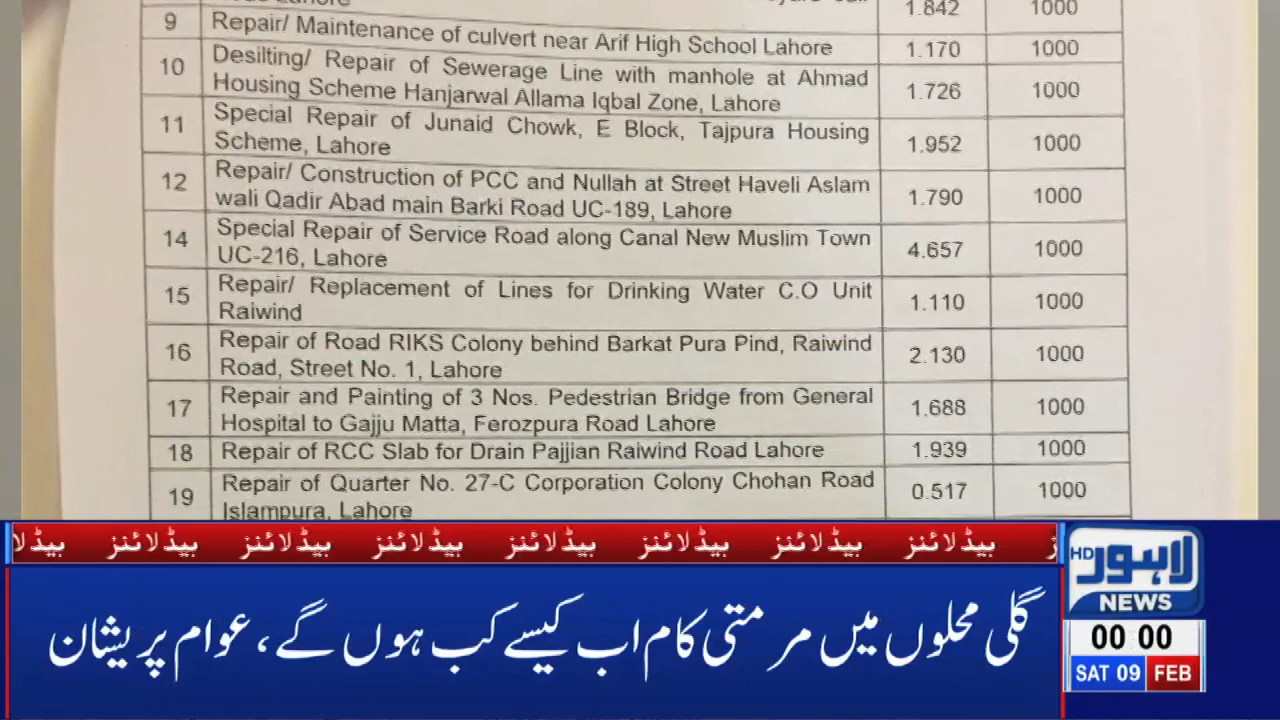 1.842 1000
9 Repair/ Maintenance of culvert near Arif High School Lahore 1.170 1000
10 Desilting/ Repair of Sewerage Line with manhole at Ahmad
Housing Scheme Hanjarwal Allama Iqbal Zone, Lahore 1.726 1000
11 Special Repair of Junaid Chowk, E Block, Tajpura Housing
Scheme, Lahore 1.952 1000
12 Repair/ Construction of PCC and Nullah at Street Haveli Aslam
wali Qadir Abad main Barki Road UC-189, Lahore 1.790 1000
14 Special Repair of Service Road along Canal New Muslim Town
UC-216, Lahore 4.657 1000
15 Repair/ Replacement of Lines for Drinking Water C.O Unit
Raiwind 1.110 1000
16 Repair of Road RIKS Colony behind Barkat Pura Pind, Raiwind
Road, Street No. 1, Lahore 2.130 1000
17 Repair and Painting of 3 Nos. Pedestrian Bridge from General
Hospital to Gajju Matta, Ferozpura Road Lahore 1.688 1000
18 Repair of RCC Slab for Drain Pajjian Raiwind Road Lahore 1.939 1000
19 Repair of Quarter No. 27-C Corporation Colony Chohan Road
Islampura, Lahore 0.517 1000
ہیڈلائنز ہیڈلائنز ہیڈلائنز ہیڈلائنز ہیڈلائنز ہیڈلائنز ہیڈلائنز ہیڈلا
گلی محلوں میں مرمتی کام اب کیسے کب ہوں گے، عوام پریشان
لاہور HD
NEWS
00 00
SAT 09 FEB